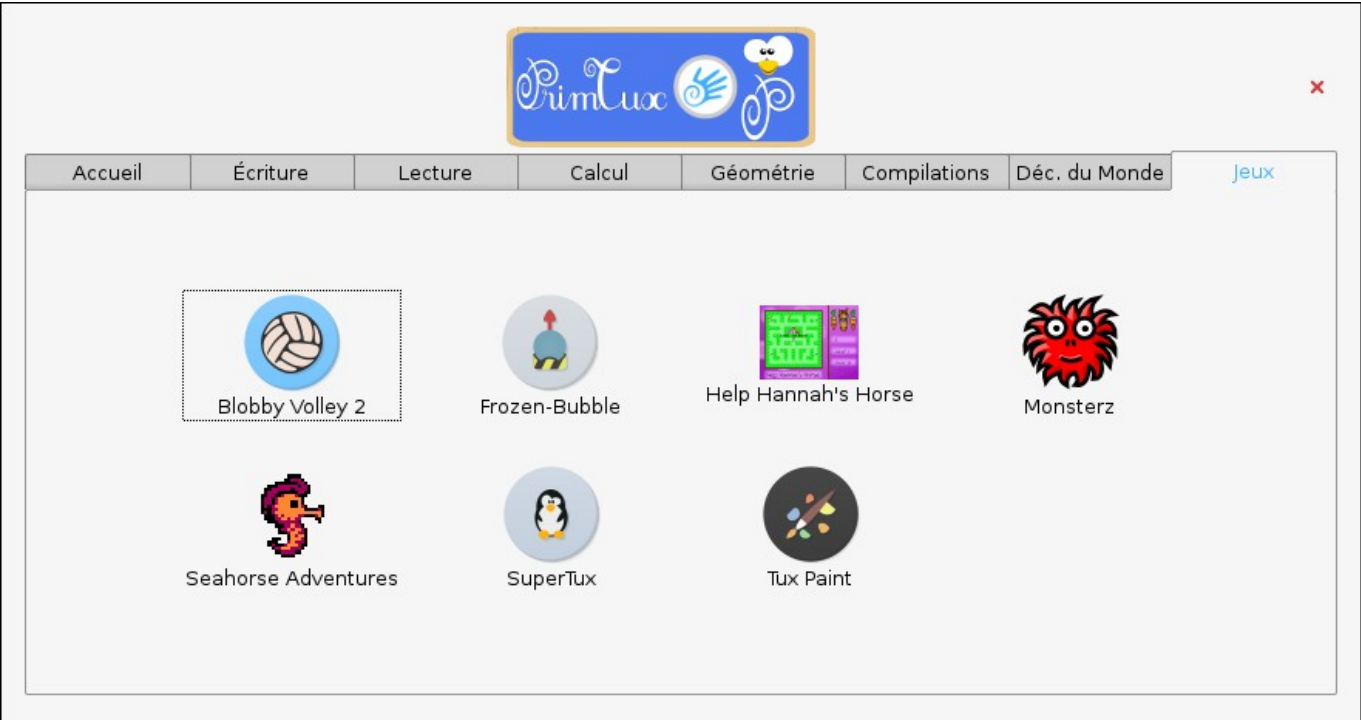 PrimTux
Accueil Écriture Lecture Calcul Géométrie Compilations Déc. du Monde Jeux
Blobby Volley 2 Frozen-Bubble Help Hannah's Horse Monsterz
Seahorse Adventures SuperTux Tux Paint